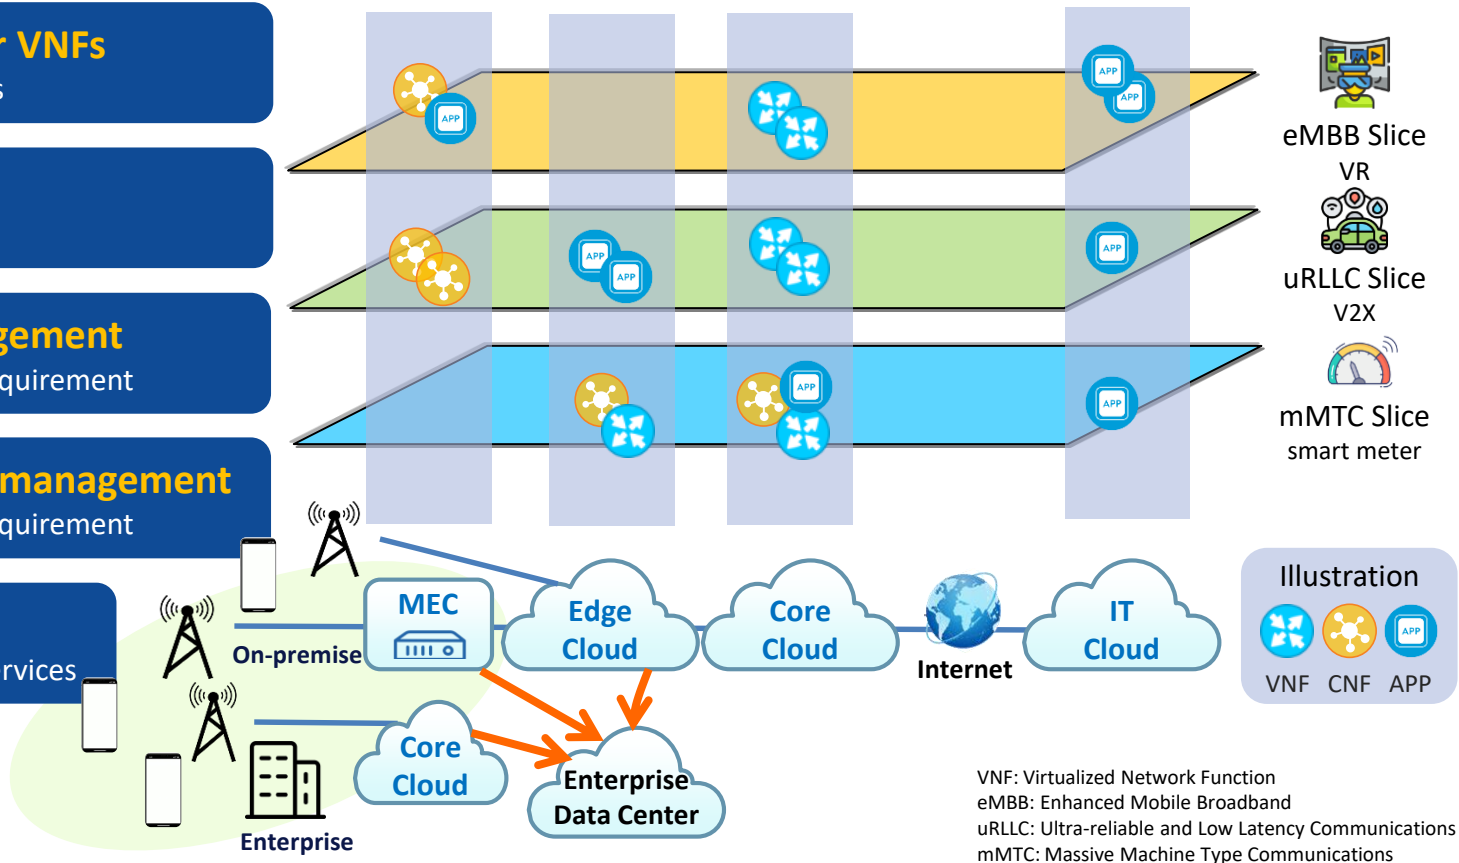 VNFs
s
gement
quirement
management
quirement
rvices
APP
APP
APP
APP
APP
APP
APP
APP
APP
eMBB Slice
VR
uRLLC Slice
V2X
mMTC Slice
smart meter
MEC
Edge
Cloud
Core
Cloud
Internet
IT
Cloud
On-premise
Core
Cloud
Enterprise
Data Center
Enterprise
Illustration
APP
VNF CNF APP
VNF: Virtualized Network Function
eMBB: Enhanced Mobile Broadband
uRLLC: Ultra-reliable and Low Latency Communications
mMTC: Massive Machine Type Communications